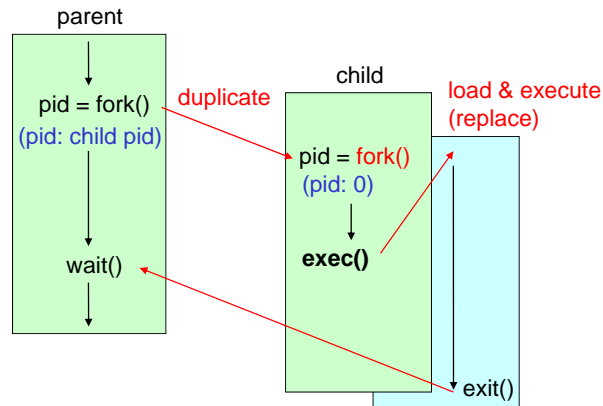 parent
pid = fork()
(pid: child pid)
wait()
duplicate
child
pid = fork()
(pid: 0)
exec()
load & execute
(replace)
exit()